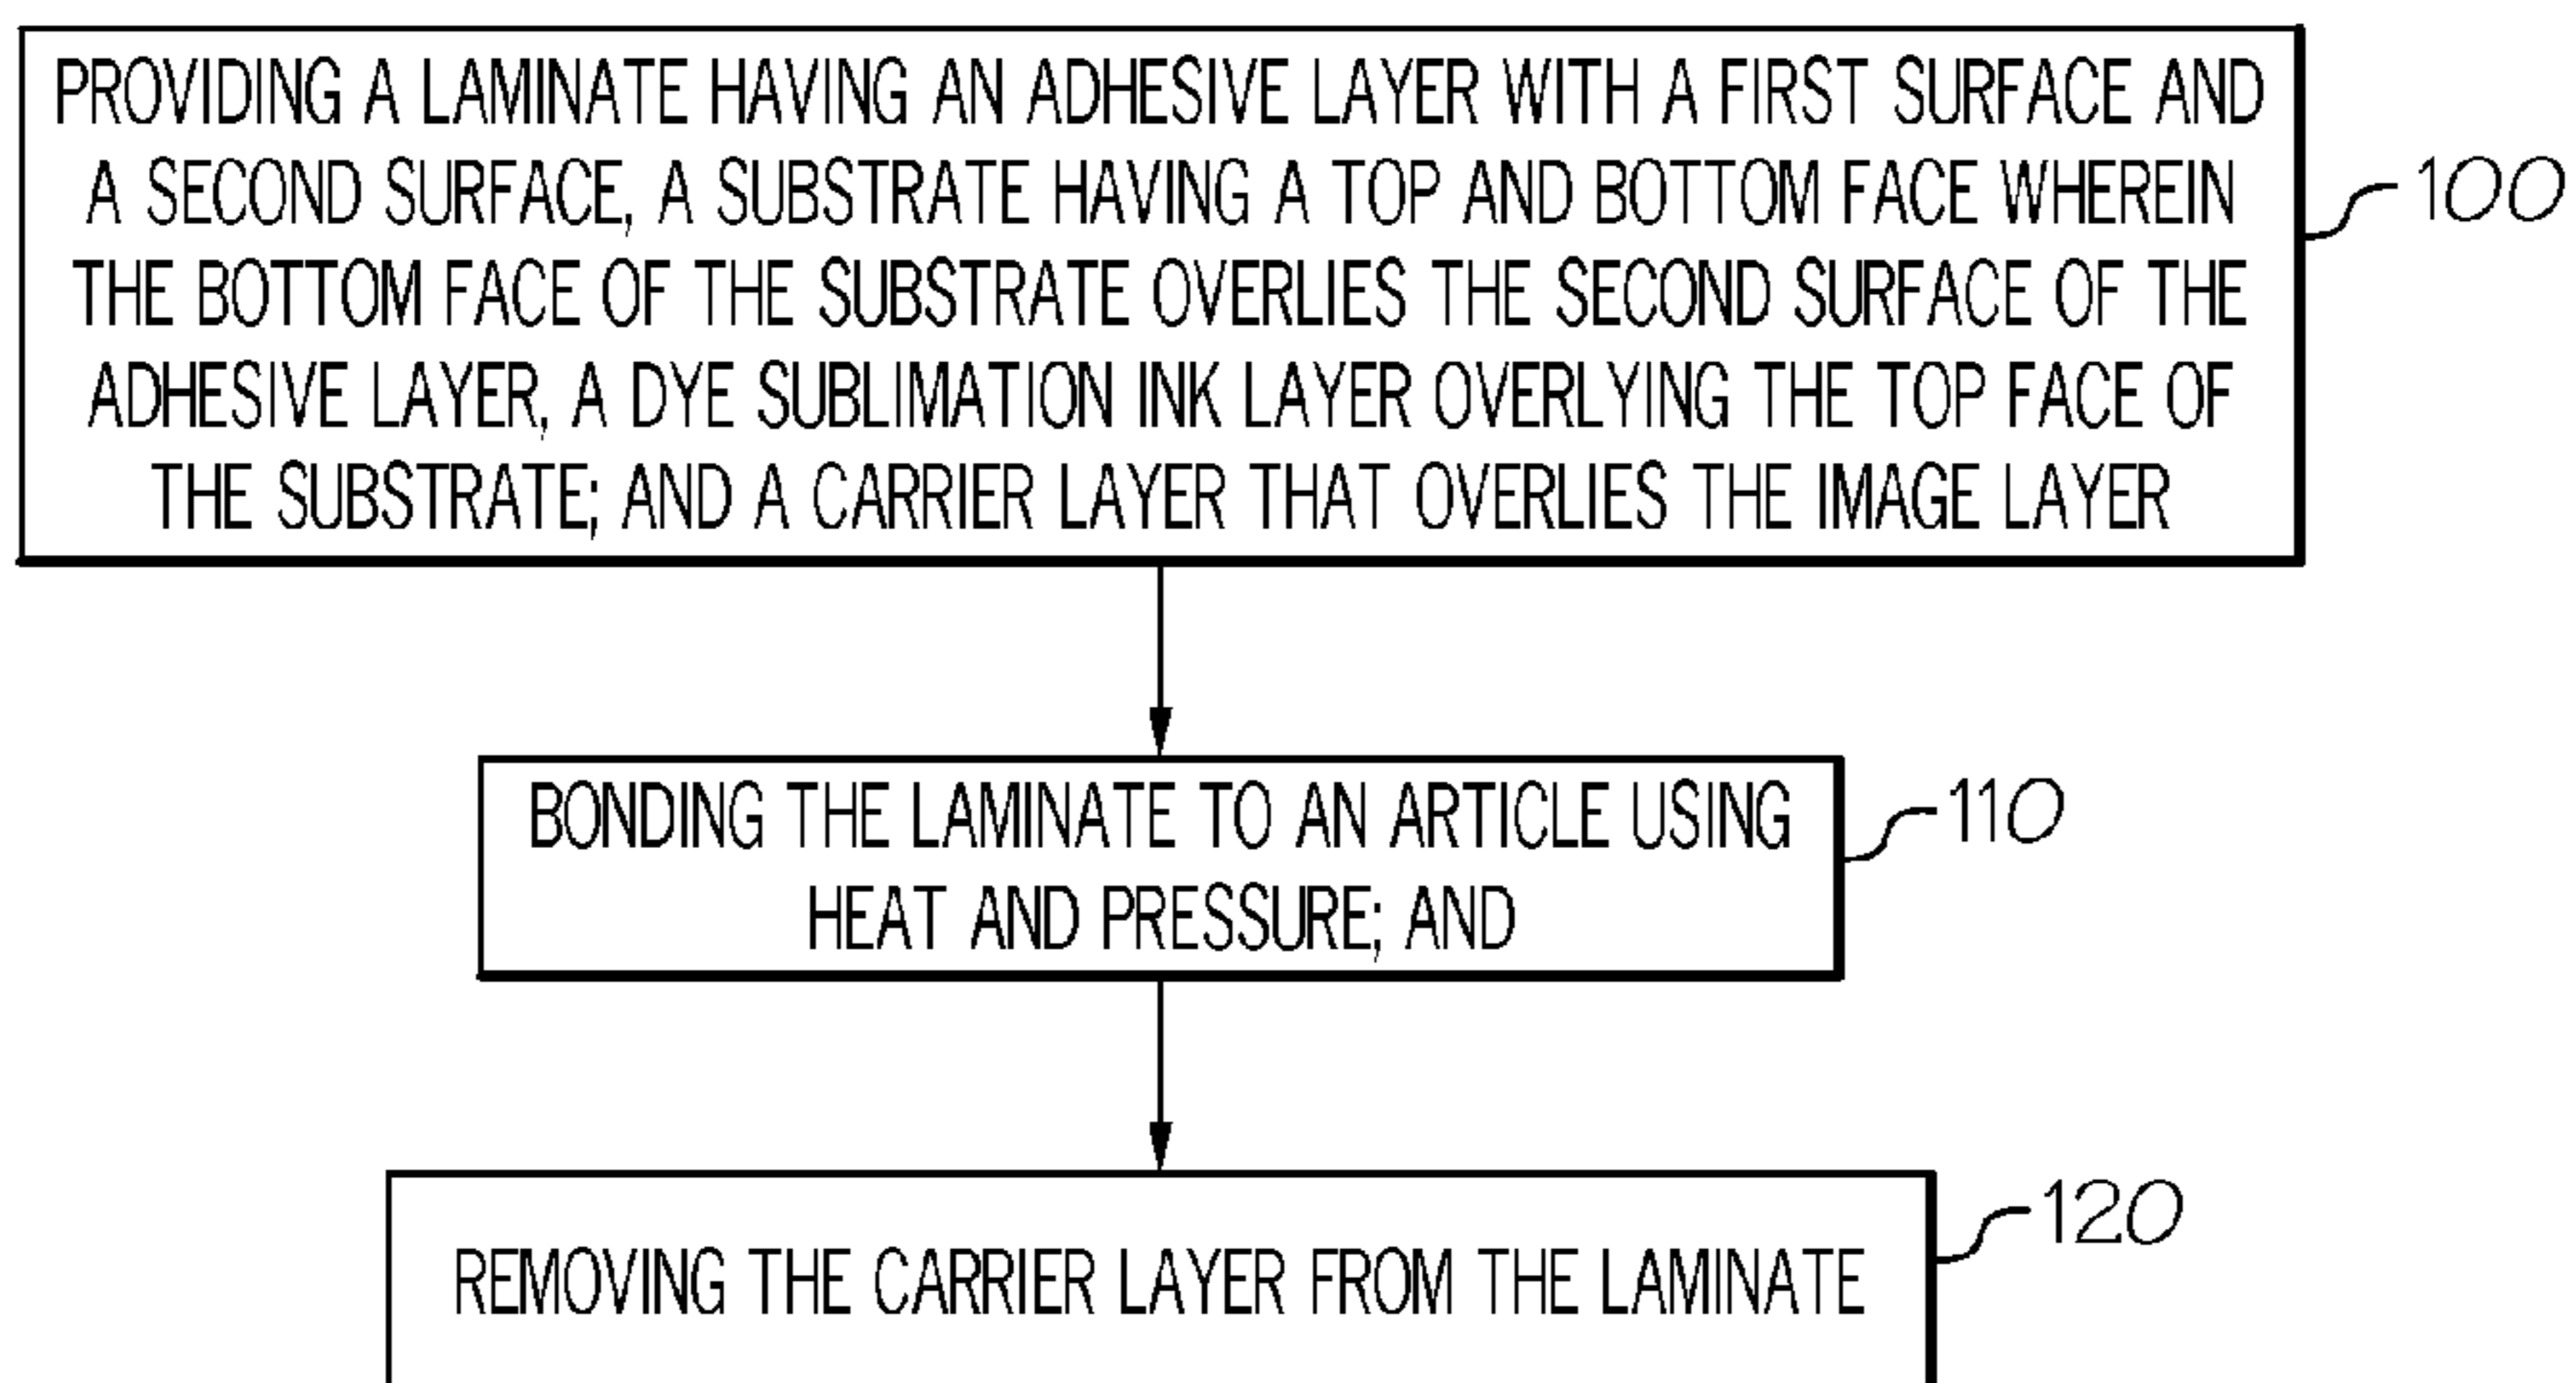 PROVIDING A LAMINATE HAVING AN ADHESIVE LAYER WITH A FIRST SURFACE AND
A SECOND SURFACE, A SUBSTRATE HAVING A TOP AND BOTTOM FACE WHEREIN
100
THE BOTTOM FACE OF THE SUBSTRATE OVERLIES THE SECOND SURFACE OF THE
ADHESIVE LAYER, A DYE SUBLIMATION INK LAYER OVERLYING THE TOP FACE OF
THE SUBSTRATE; AND A CARRIER LAYER THAT OVERLIES THE IMAGE LAYER
BONDING THE LAMINATE TO AN ARTICLE USING
110
HEAT AND PRESSURE; AND
120
REMOVING THE CARRIER LAYER FROM THE LAMINATE